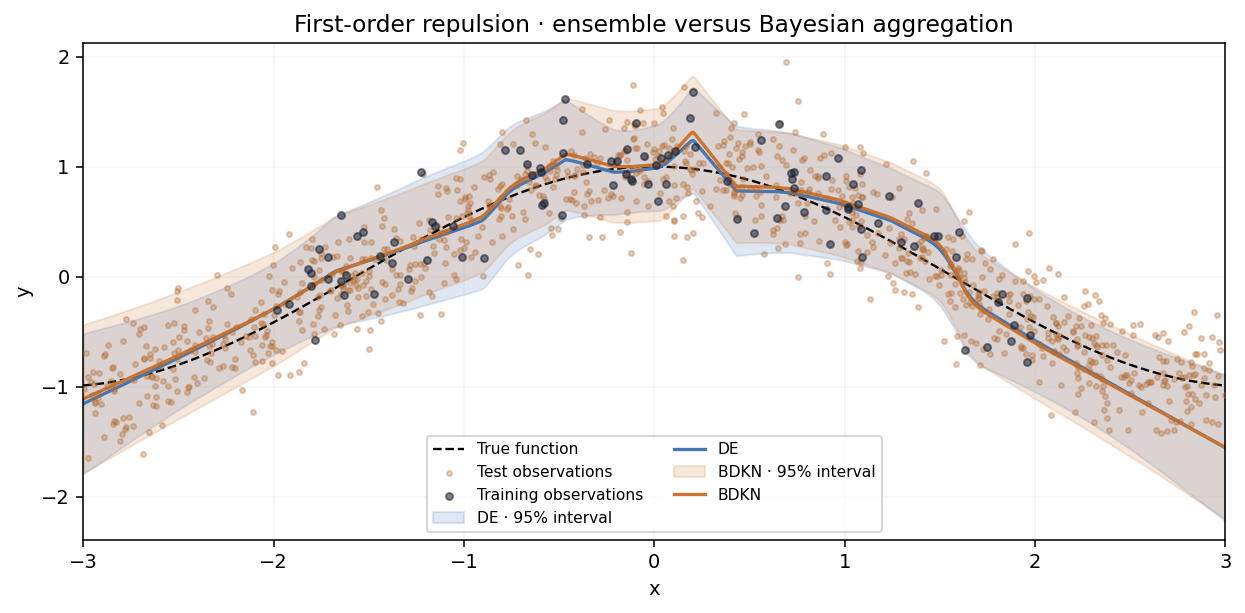 First-order repulsion · ensemble versus Bayesian aggregation
y
2
1
0
−1
−2
True function
Test observations
Training observations
DE · 95% interval
DE
BDKN · 95% interval
BDKN
−3
−2
−1
0
1
2
3
x